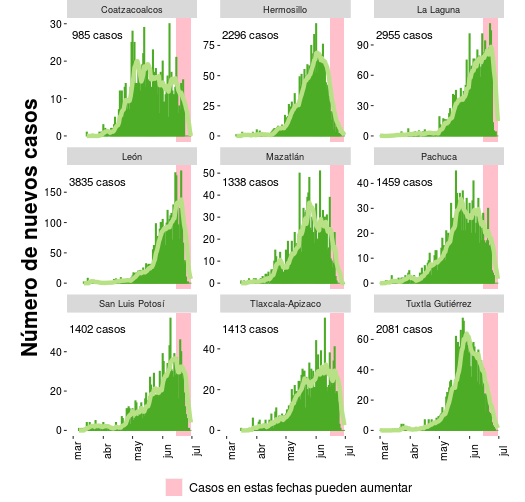 Número de nuevos casos
Coatzacoalcos
985 casos
30
20
10
0
Hermosillo
2296 casos
75
50
25
0
La Laguna
2955 casos
90
60
30
0
León
3835 casos
150
100
50
0
Mazatlán
1338 casos
50
40
30
20
10
0
Pachuca
1459 casos
40
30
20
10
0
San Luis Potosí
1402 casos
40
20
0
mar abr may jun jul
Tlaxcala-Apizaco
1413 casos
40
20
0
mar abr may jun jul
Tuxtla Gutiérrez
2081 casos
60
40
20
0
mar abr may jun jul
Casos en estas fechas pueden aumentar